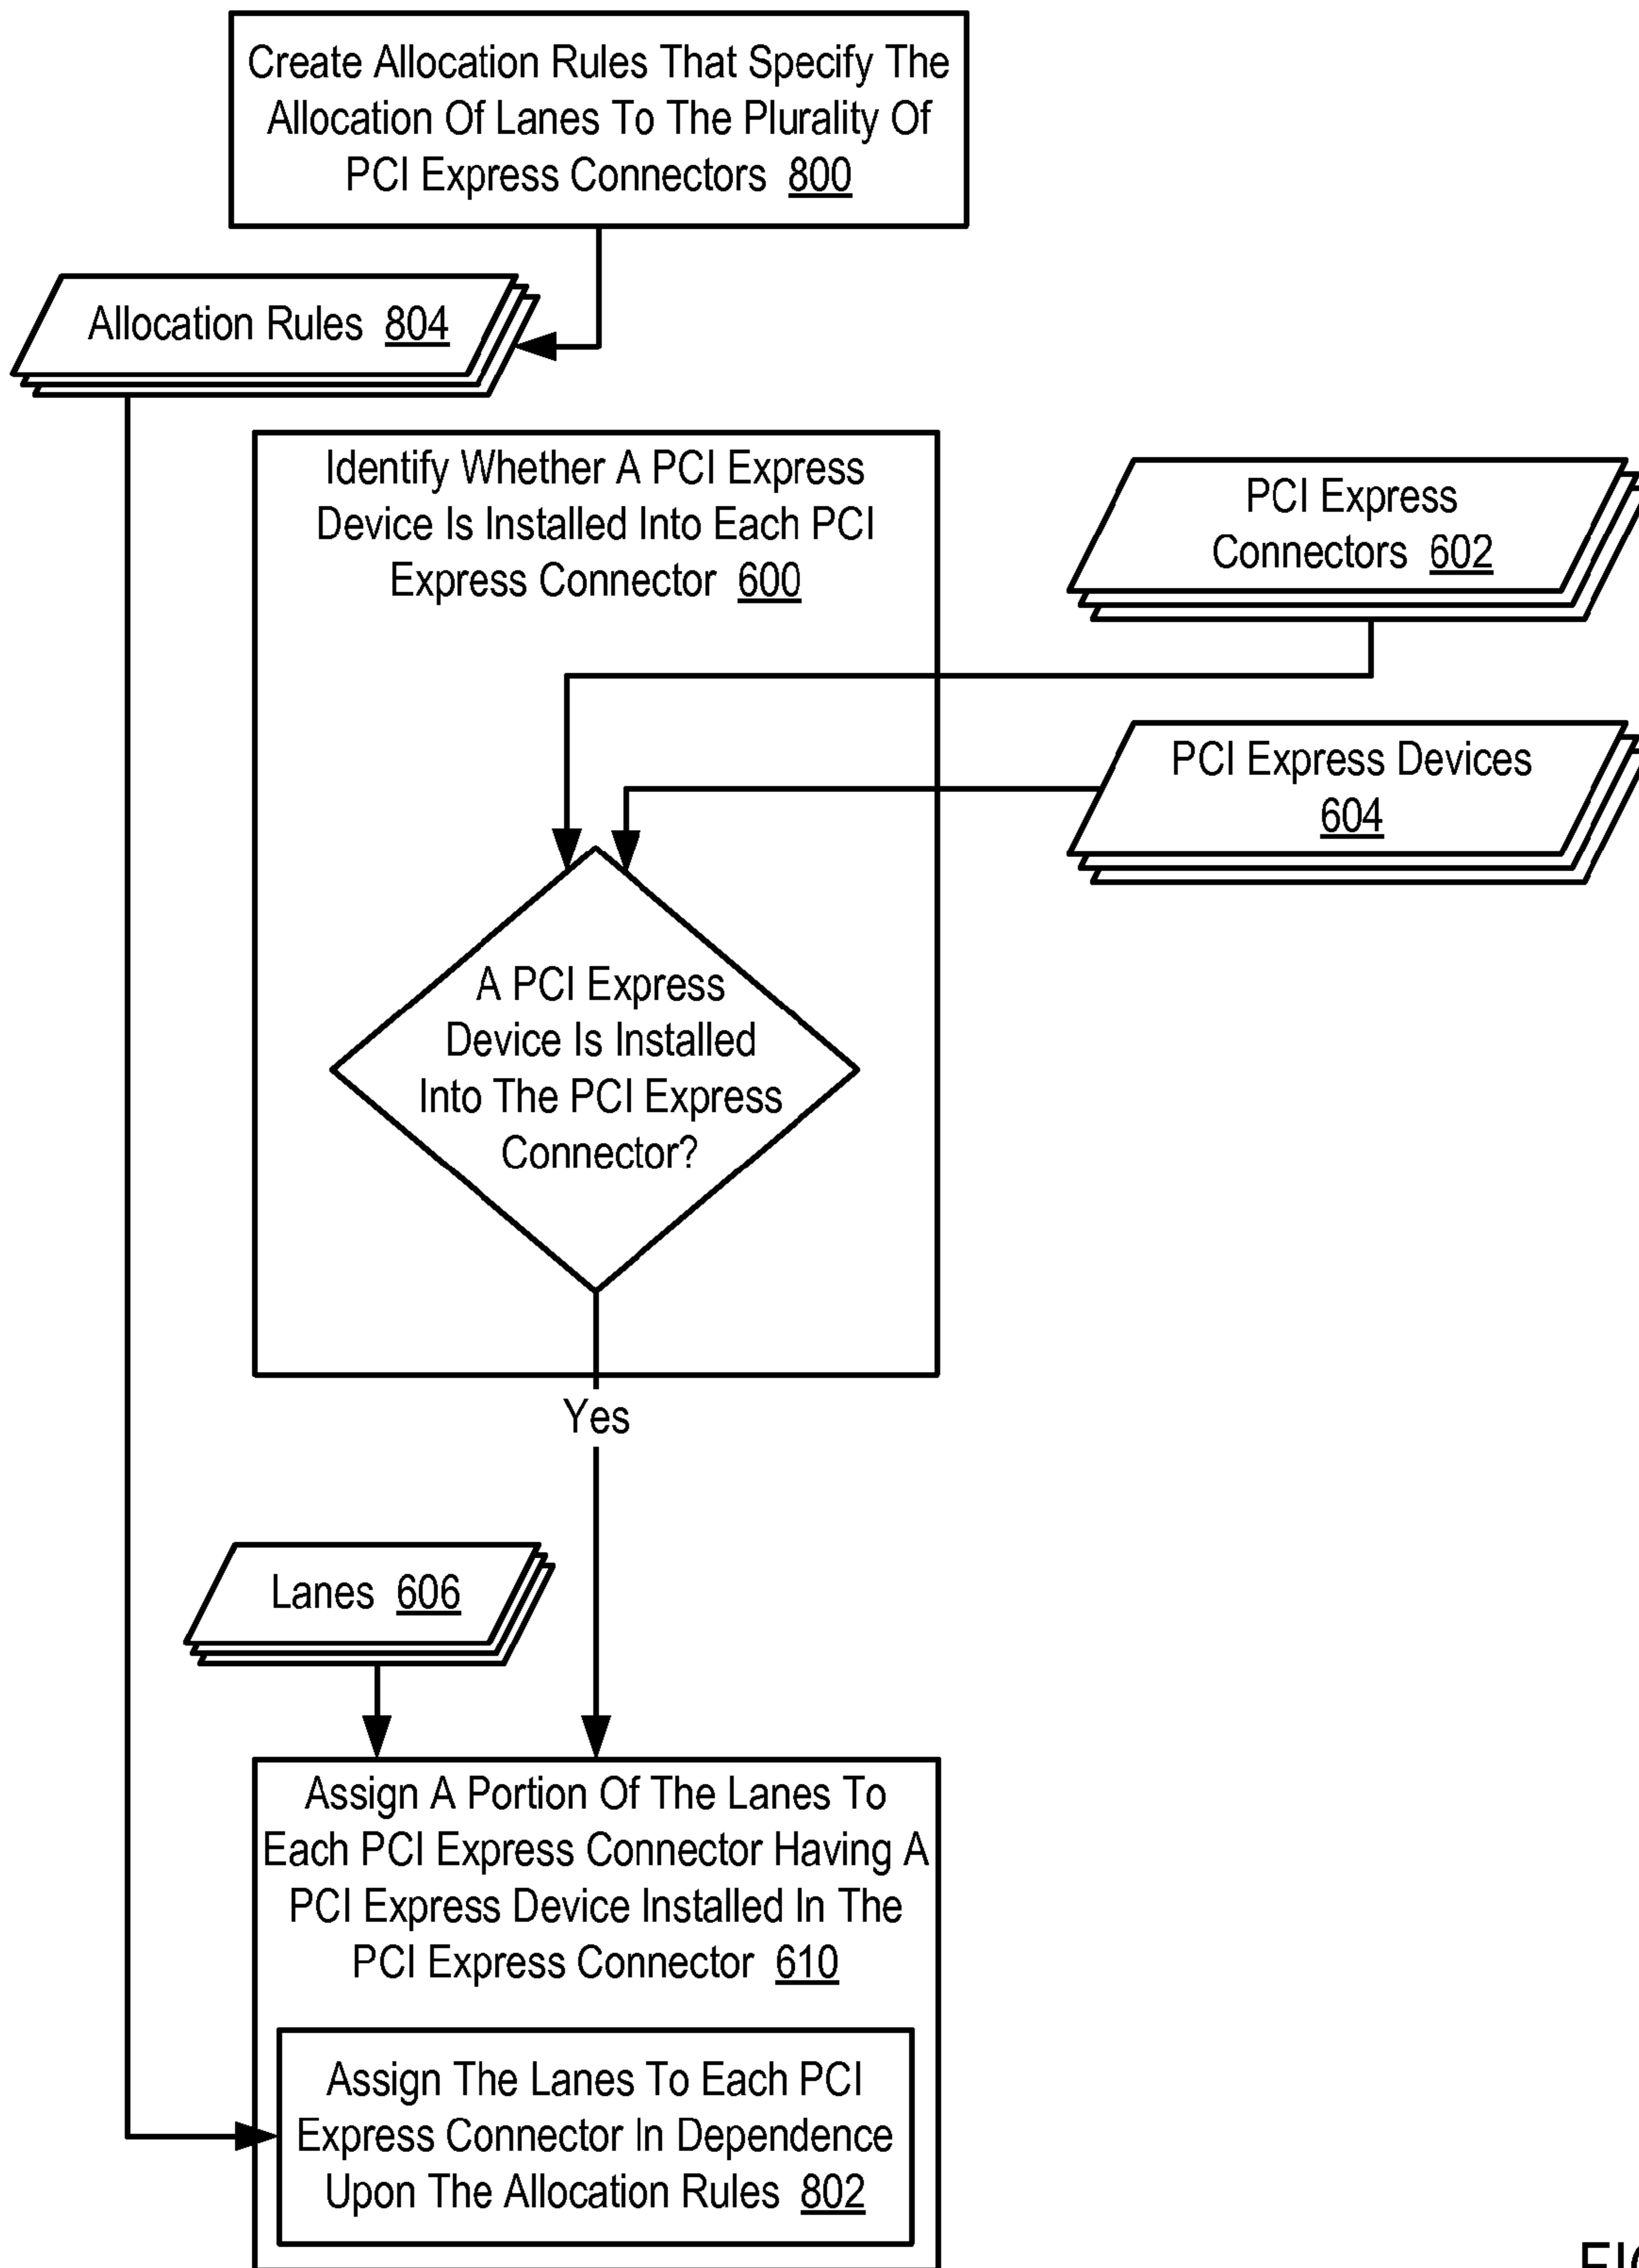 Create Allocation Rules That Specify The
Allocation Of Lanes To The Plurality Of
PCI Express Connectors 800
Allocation Rules 804
Identify Whether A PCI Express
Device Is Installed Into Each PCI
Express Connector 600
PCI Express
Connectors 602
PCI Express Devices
604
A PCI Express
Device Is Installed
Into The PCI Express
Connector?
Yes
Lanes 606
Assign A Portion Of The Lanes To
Each PCI Express Connector Having A
PCI Express Device Installed In The
PCI Express Connector 610
Assign The Lanes To Each PCI
Express Connector In Dependence
Upon The Allocation Rules 802